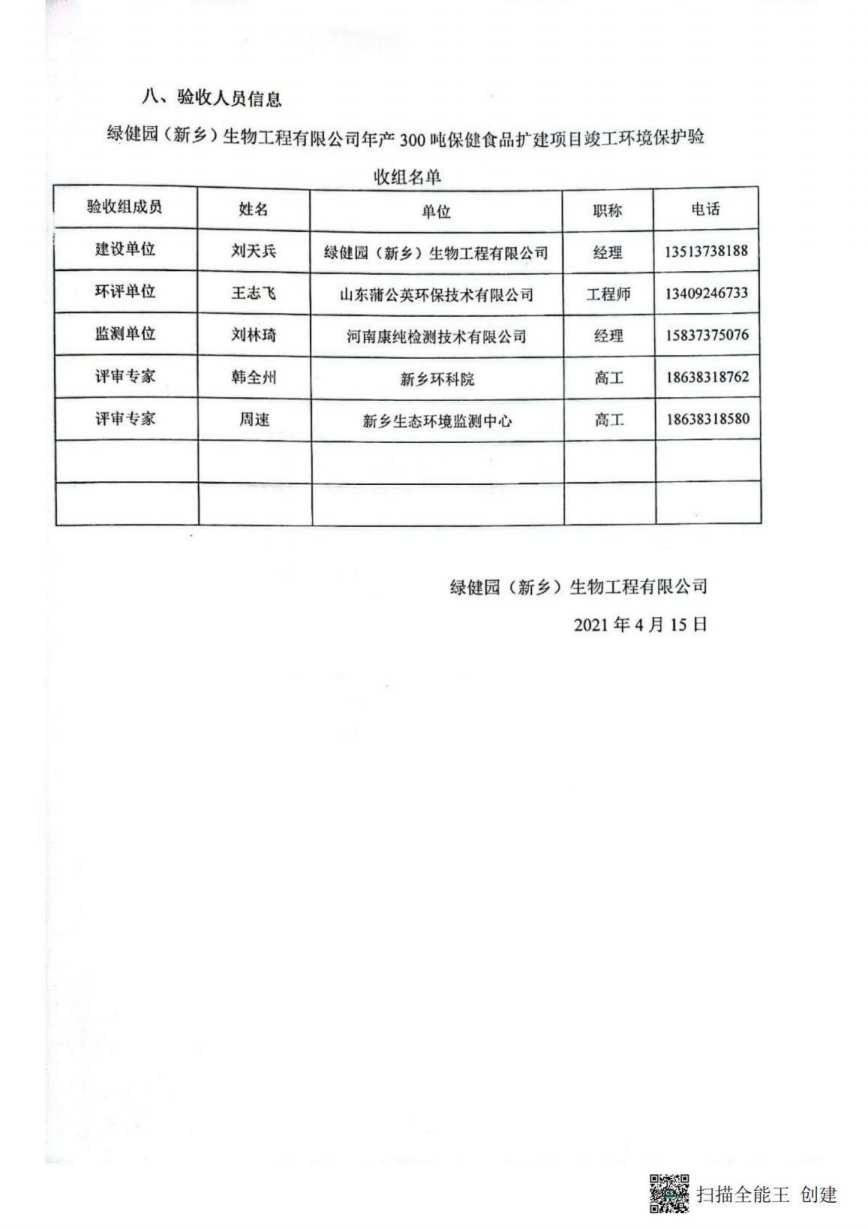 八、验收人员信息
绿健园（新乡）生物工程有限公司年产 300 吨保健食品扩建项目竣工环境保护验
收组名单
验收组成员 姓名 单位 职称 电话
建设单位 刘天兵 绿健园（新乡）生物工程有限公司 经理 13513738188
环评单位 王志飞 山东蒲公英环保技术有限公司 工程师 13409246733
监测单位 刘林琦 河南康纯检测技术有限公司 经理 15837375076
评审专家 韩全州 新乡环科院 高工 18638318762
评审专家 周速 新乡生态环境监测中心 高工 18638318580
绿健园（新乡）生物工程有限公司
2021 年 4 月 15 日
扫描全能王 创建